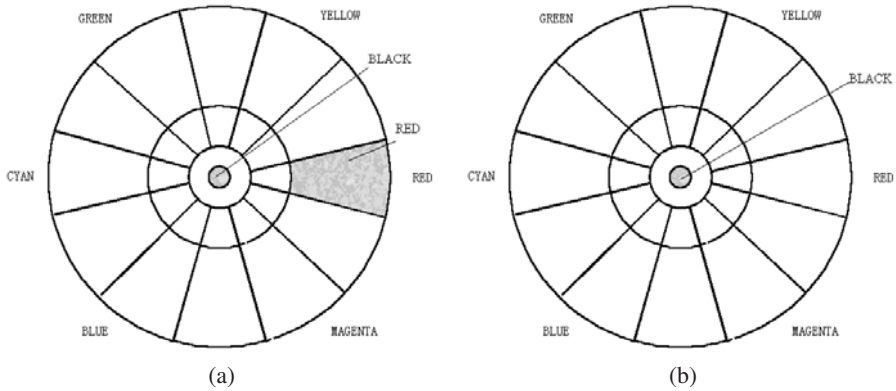 GREEN
YELLOW
BLACK
RED
CYAN
RED
BLUE
MAGENTA
(a)
GREEN
YELLOW
BLACK
CYAN
RED
BLUE
MAGENTA
(b)